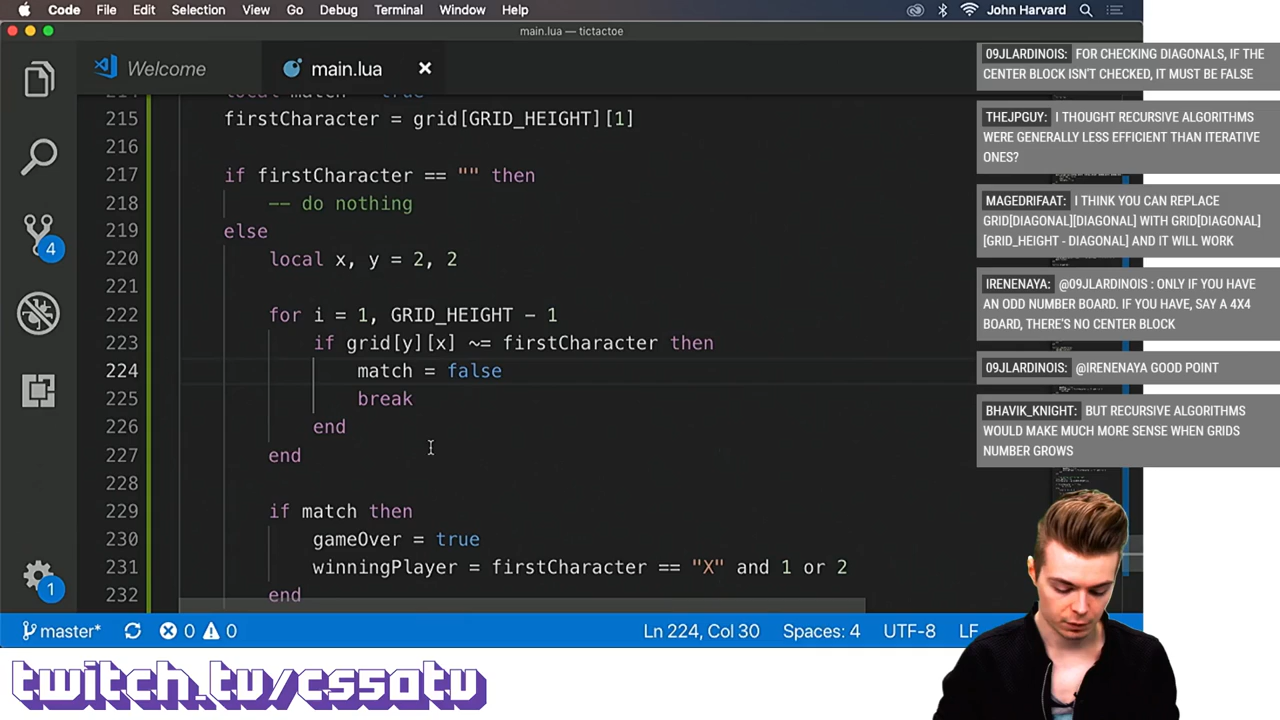 Code File Edit Selection View Go Debug Terminal Window Help John Harvard
main.lua — tictactoe
Welcome main.lua
215 firstCharacter = grid[GRID_HEIGHT][1]
216
217 if firstCharacter == "" then
218 -- do nothing
219 else
220 local x, y = 2, 2
221
222 for i = 1, GRID_HEIGHT - 1
223 if grid[y][x] ~= firstCharacter then
224 match = false
225 break
226 end
227 end
228
229 if match then
230 gameOver = true
231 winningPlayer = firstCharacter == "X" and 1 or 2
232 end
4
1
master* 0 0 Ln 224, Col 30 Spaces: 4 UTF-8 LF
09JLARDINOIS: FOR CHECKING DIAGONALS, IF THE
CENTER BLOCK ISN'T CHECKED, IT MUST BE FALSE
THEJPGUY: I THOUGHT RECURSIVE ALGORITHMS
WERE GENERALLY LESS EFFICIENT THAN ITERATIVE
ONES?
MAGEDRIFAAT: I THINK YOU CAN REPLACE
GRID[DIAGONAL][DIAGONAL] WITH GRID[DIAGONAL]
[GRID_HEIGHT - DIAGONAL] AND IT WILL WORK
IRENENAYA: @09JLARDINOIS : ONLY IF YOU HAVE
AN ODD NUMBER BOARD. IF YOU HAVE, SAY A 4X4
BOARD, THERE'S NO CENTER BLOCK
09JLARDINOIS: @IRENENAYA GOOD POINT
BHAVIK_KNIGHT: BUT RECURSIVE ALGORITHMS
WOULD MAKE MUCH MORE SENSE WHEN GRIDS
NUMBER GROWS
twitch.tv/cs50tv